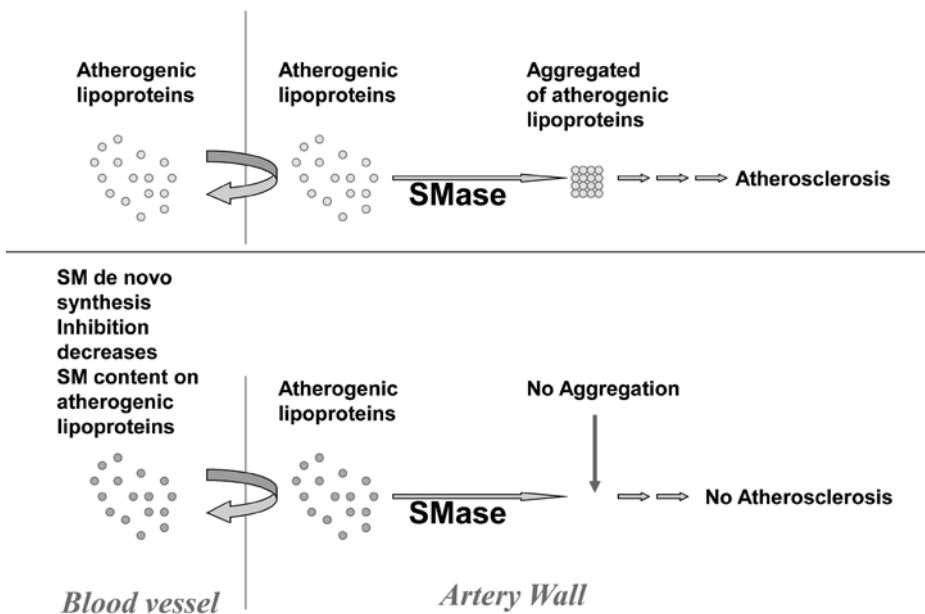 Atherogenic
lipoproteins
Atherogenic
lipoproteins
Aggregated
of atherogenic
lipoproteins
SMase
Atherosclerosis
SM de novo
synthesis
Inhibition
decreases
SM content on
atherogenic
lipoproteins
Atherogenic
lipoproteins
No Aggregation
SMase
No Atherosclerosis
Blood vessel
Artery Wall